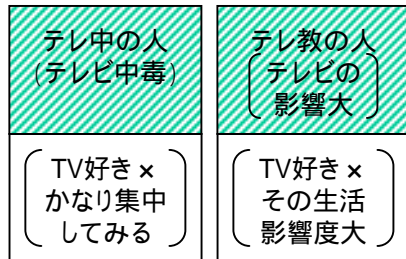 テレ中の人
(テレビ中毒)
テレ教の人
(テレビの
影響大)
(TV好き×
かなり集中
してみる)
(TV好き×
その生活
影響度大)